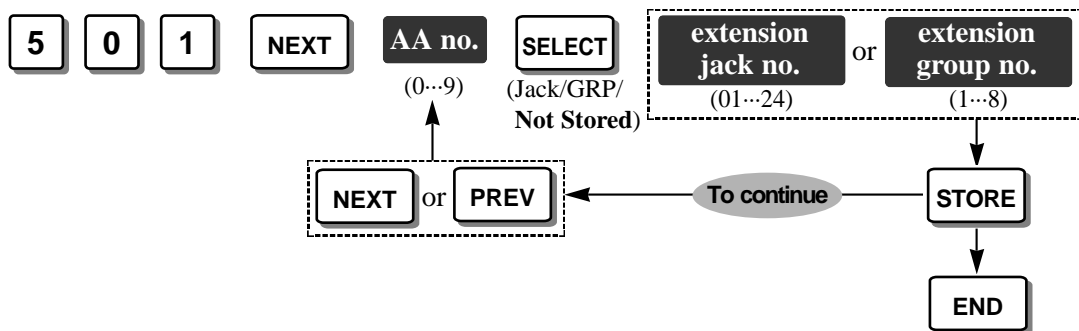 5 0 1 NEXT AA no. SELECT extension jack no. or extension group no.
(0···9) (Jack/GRP/ Not Stored) (01···24) (1···8)
NEXT or PREV To continue STORE
END